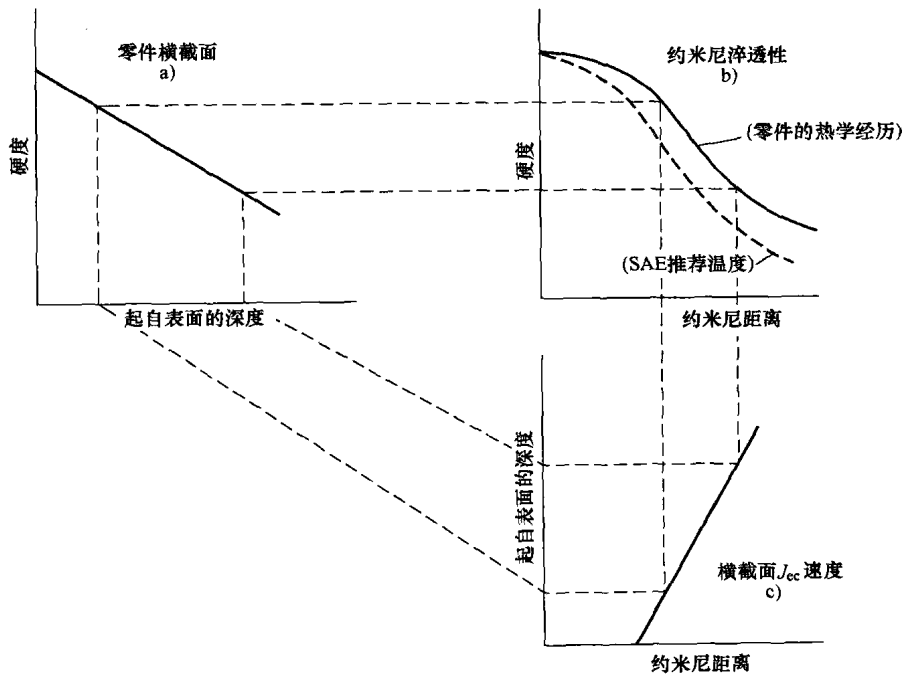 零件横截面
a)
硬度
起自表面的深度
约米尼淬透性
b)
(零件的热学经历)
硬度
(SAE推荐温度)
约米尼距离
起自表面的深度
横截面Jec速度
c)
约米尼距离